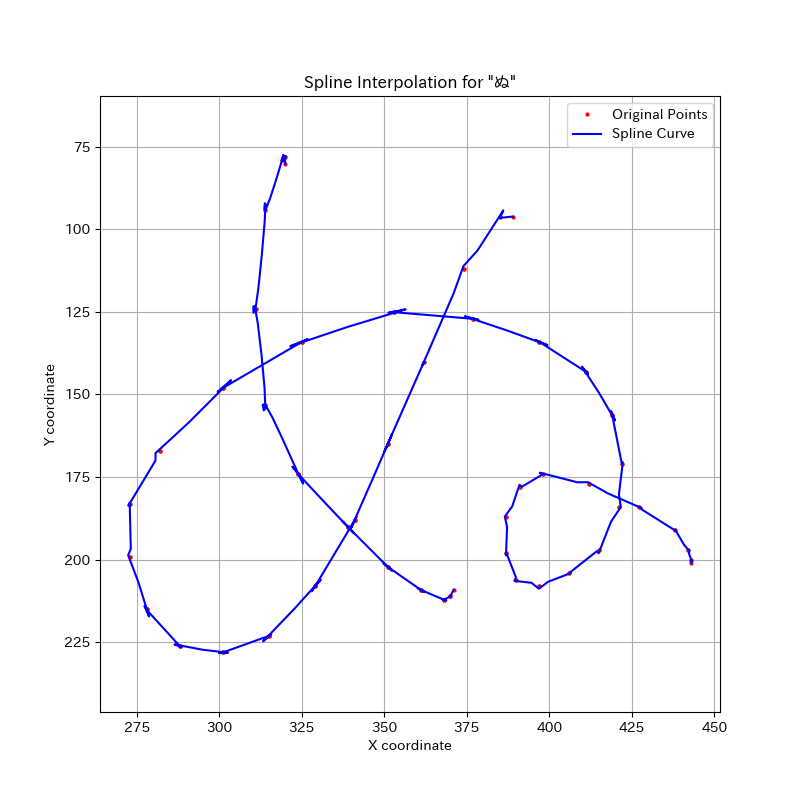 Spline Interpolation for "ぬ"
Original Points
Spline Curve
Y coordinate
75
100
125
150
175
200
225
275 300 325 350 375 400 425 450
X coordinate